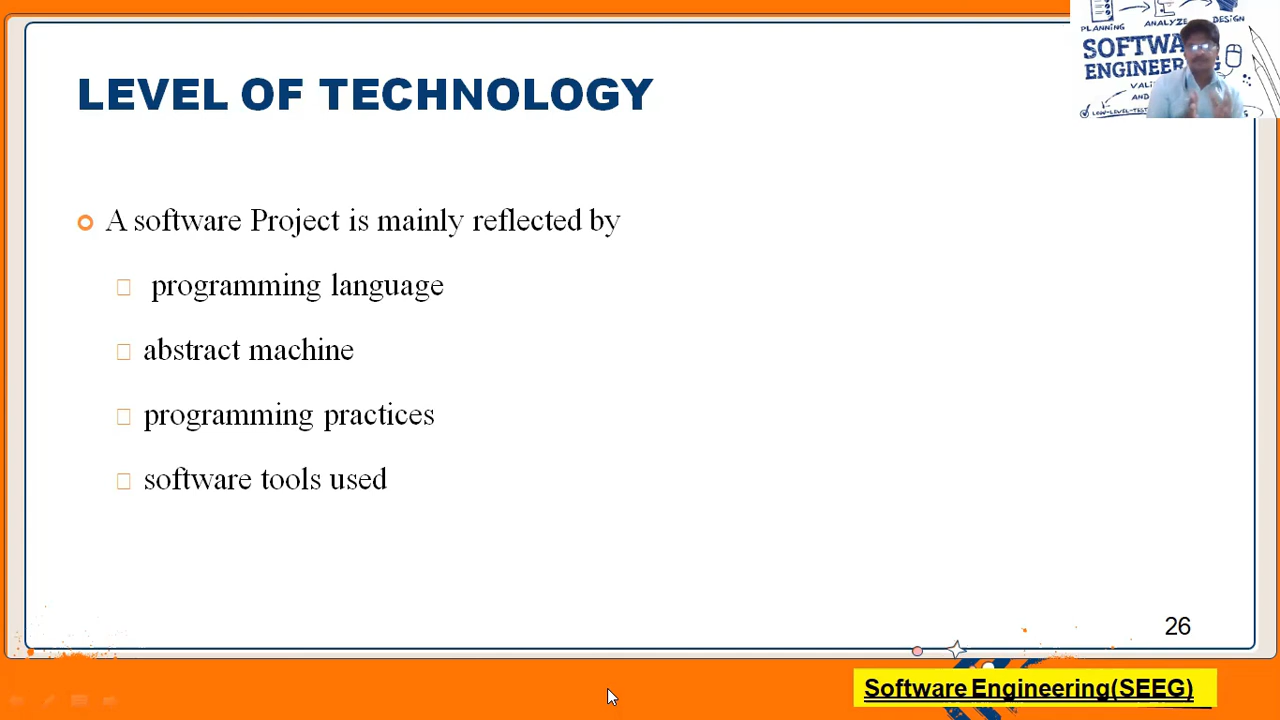 LEVEL OF TECHNOLOGY
PLANNING ANALYZE DESIGN
SOFTWA
ENGINEER G
AND
A software Project is mainly reflected by
programming language
abstract machine
programming practices
software tools used
26
Software Engineering(SEEG)